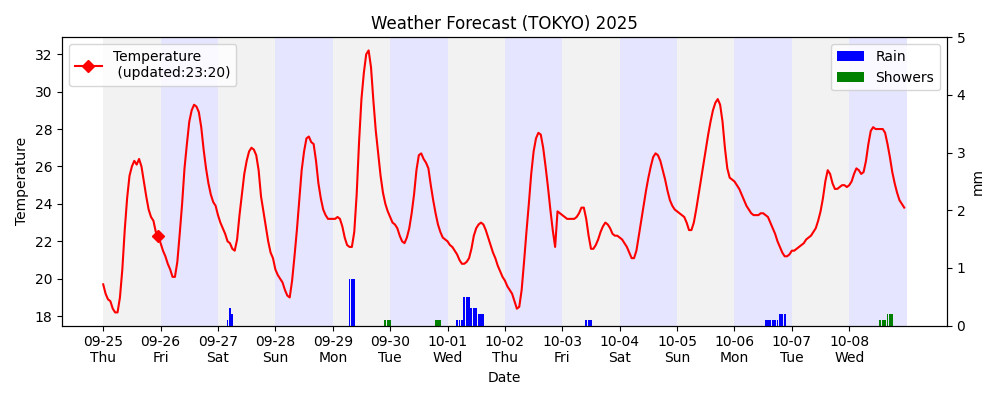 Weather Forecast (TOKYO) 2025
Temperature
(updated:23:20)
Rain
Showers
32
30
28
26
24
22
20
18
Temperature
5
4
3
2
1
0
mm
09-25 09-26 09-27 09-28 09-29 09-30 10-01 10-02 10-03 10-04 10-05 10-06 10-07 10-08
Thu Fri Sat Sun Mon Tue Wed Thu Fri Sat Sun Mon Tue Wed
Date